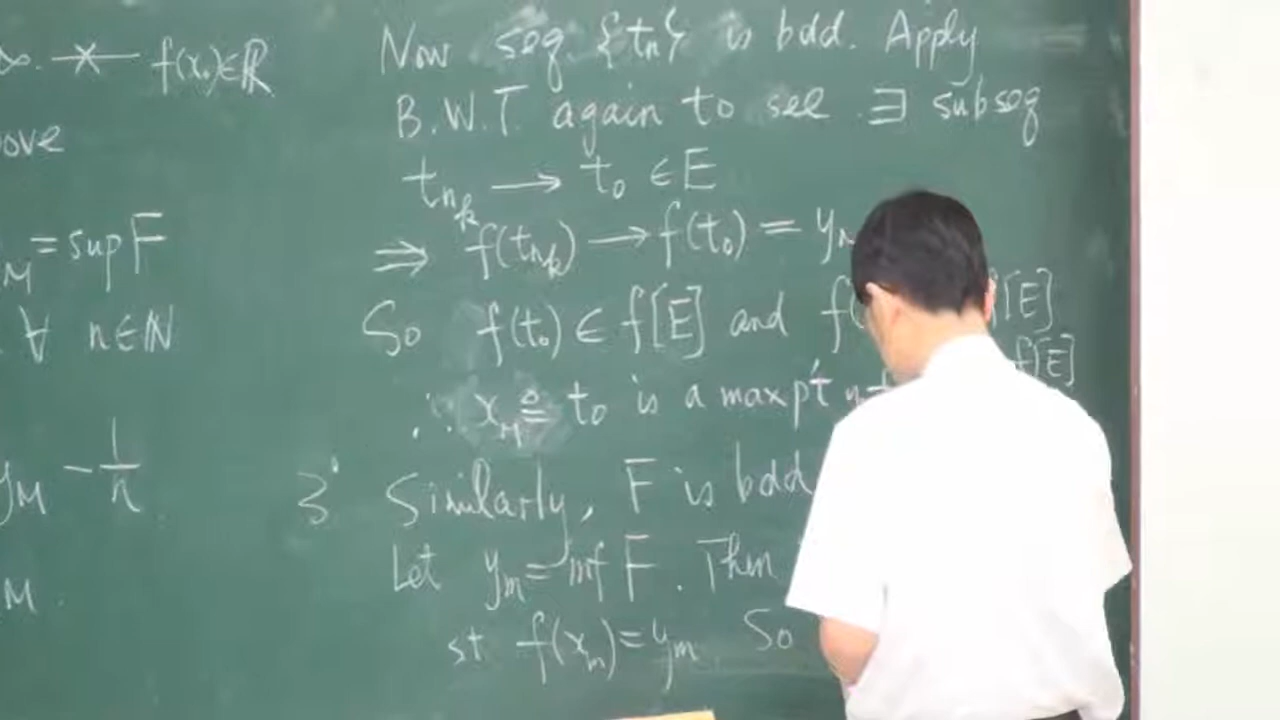 ∞. —✕— f(x₀)∈ℝ
ove
M = sup F
∀ n∈ℕ
y_M - 1/n
M.
Now seq {tₙ} is bdd. Apply
B.W.T. again to see ∃ subseq
t_{n_k} → t₀ ∈ E
⇒ f(t_{n_k}) → f(t₀) = y
So f(t₀) ∈ f[E] and f( [E]
f[E]
∴ x_M ≜ t₀ is a max pt
3° Similarly, F is bdd
Let y_m = inf F. Then
st f(x_m) = y_m. So